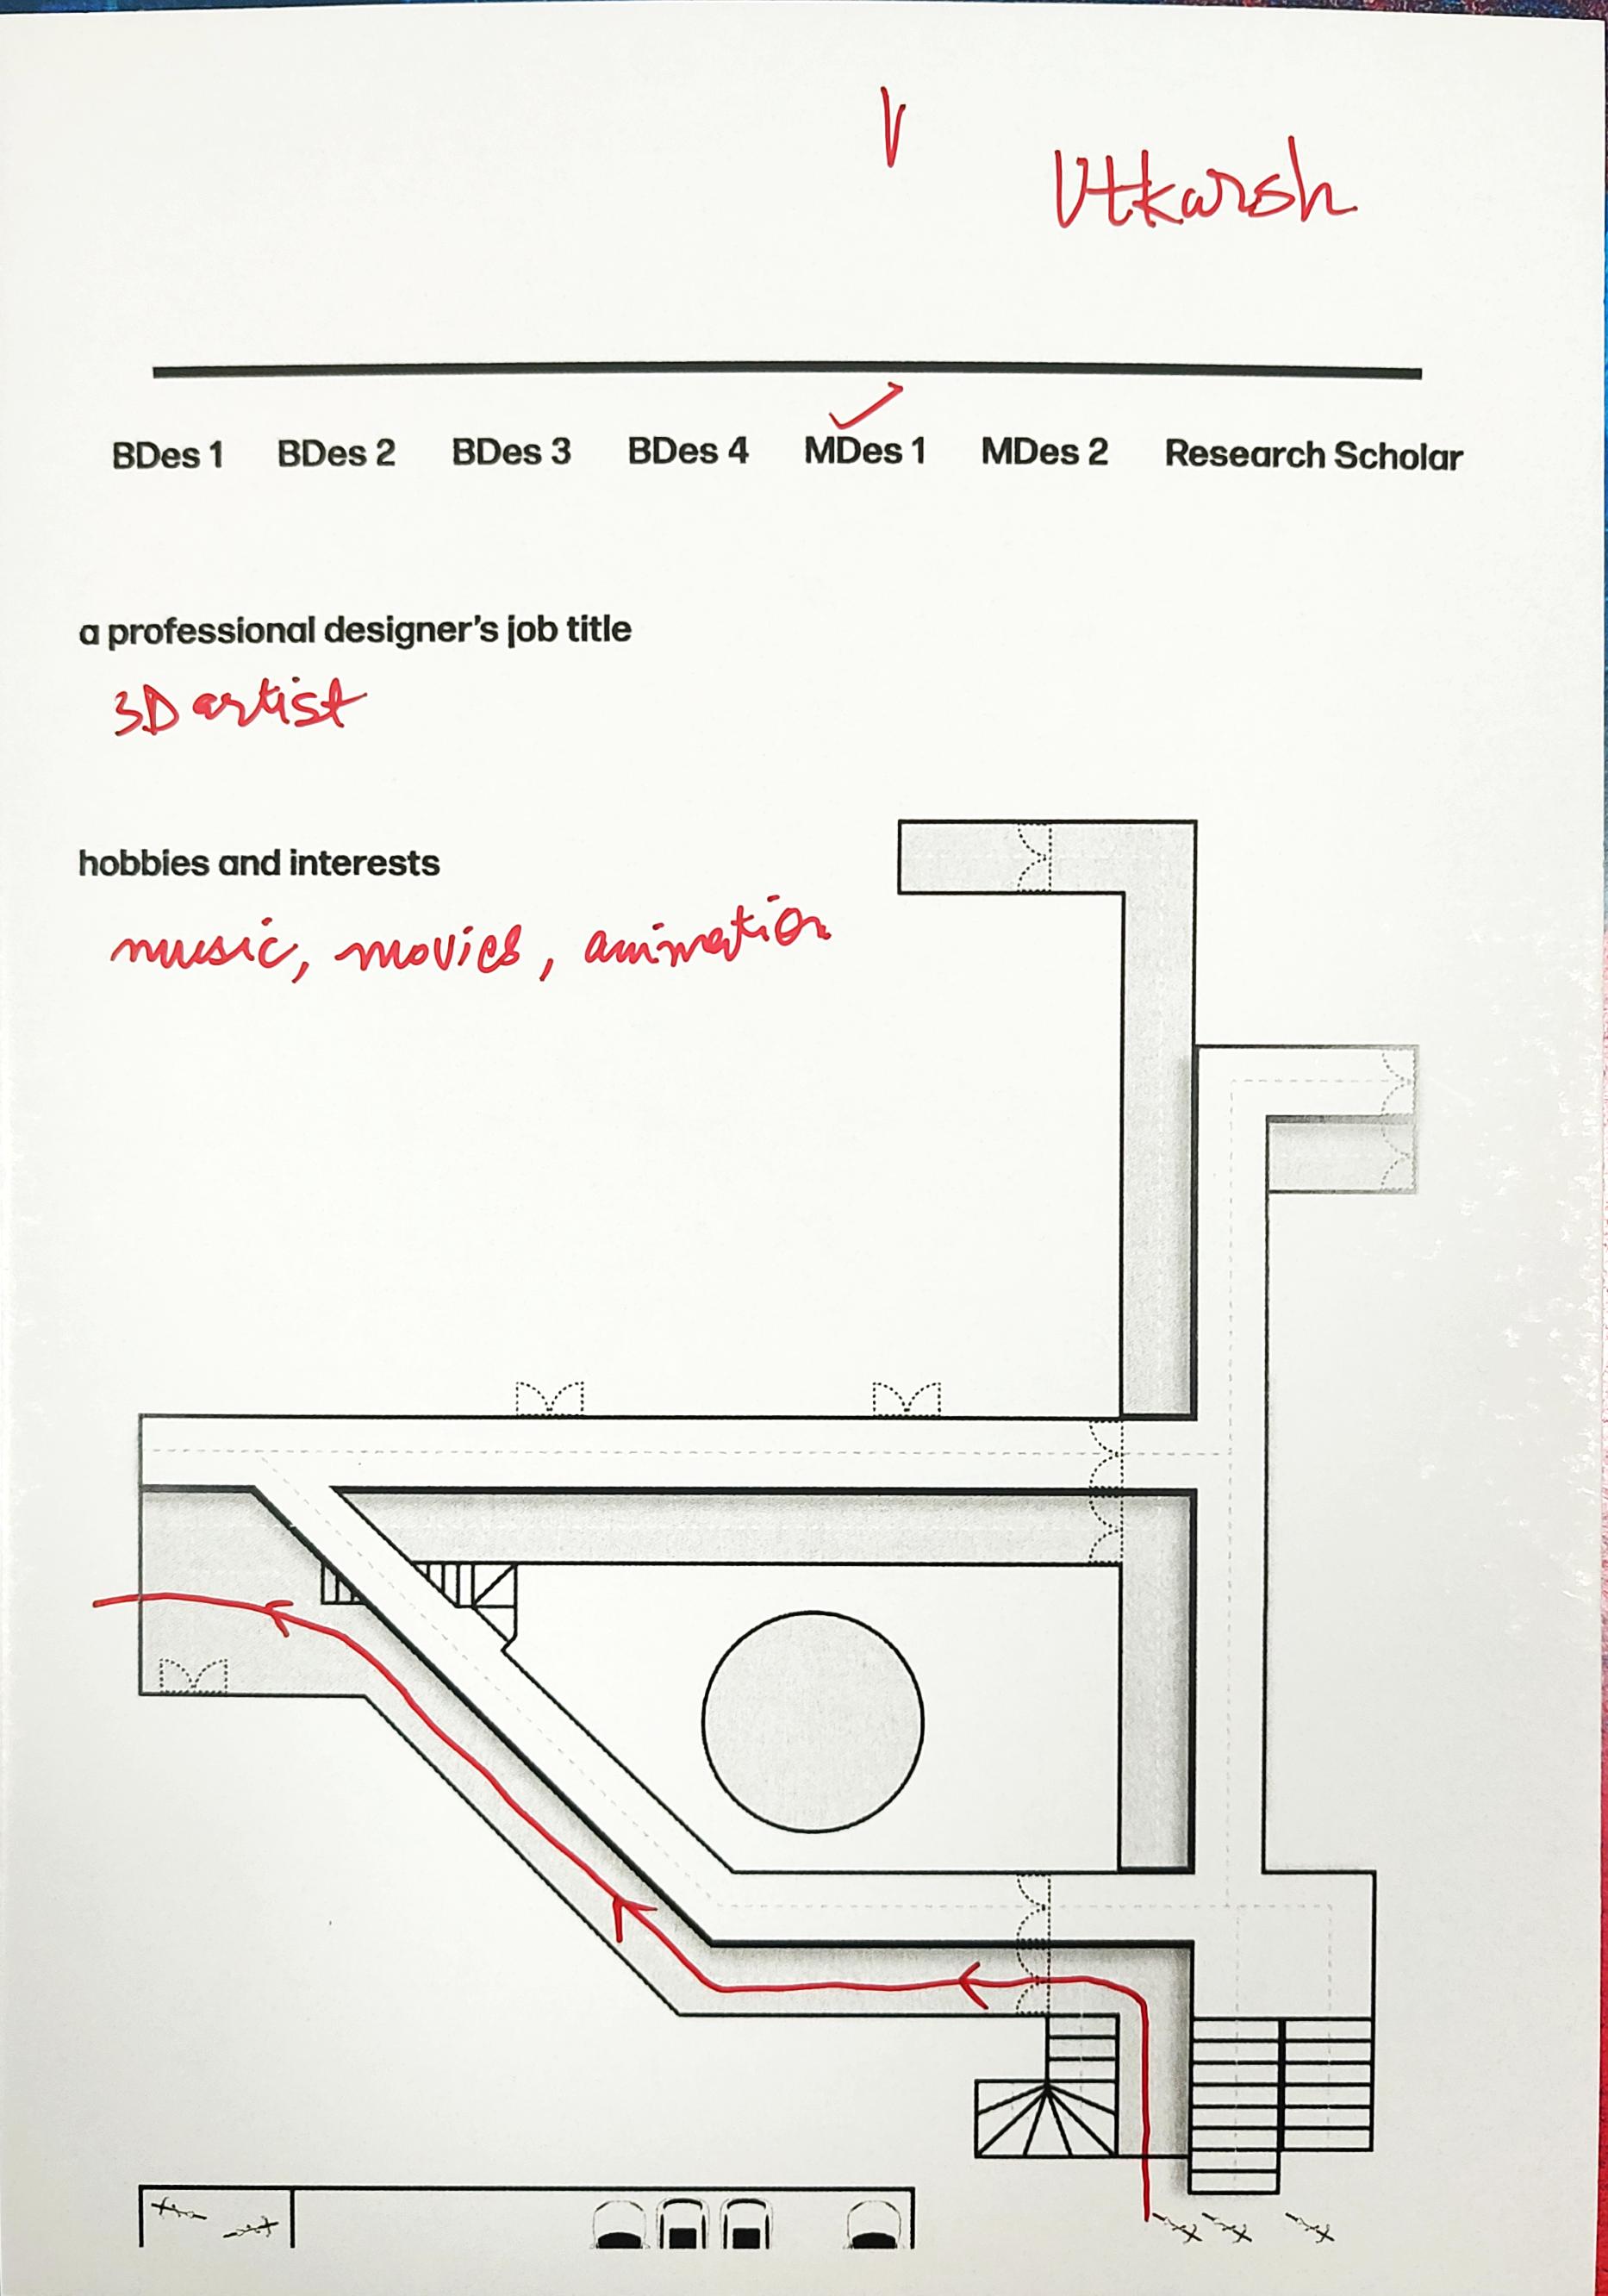 Utkarsh
BDes 1 BDes 2 BDes 3 BDes 4 MDes 1 MDes 2 Research Scholar
a professional designer's job title
3D artist
hobbies and interests
music, movies, animation